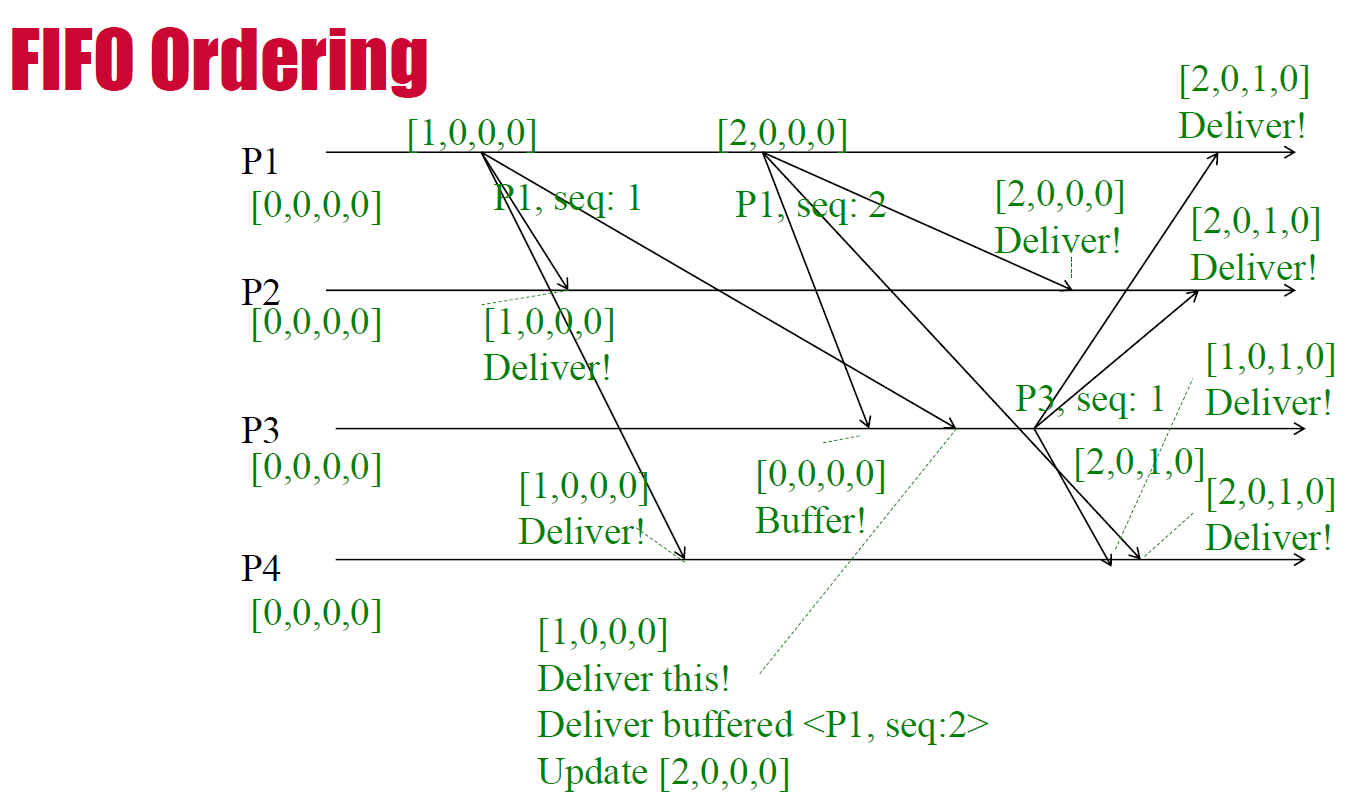 FIFO Ordering
[2,0,1,0]
Deliver!
[1,0,0,0]
[2,0,0,0]
P1
[0,0,0,0]
P1, seq: 1
P1, seq: 2
[2,0,0,0]
Deliver!
[2,0,1,0]
Deliver!
P2
[0,0,0,0]
[1,0,0,0]
Deliver!
[1,0,1,0]
Deliver!
P3, seq: 1
P3
[0,0,0,0]
[1,0,0,0]
Deliver!
[0,0,0,0]
Buffer!
[2,0,1,0]
[2,0,1,0]
Deliver!
P4
[0,0,0,0]
[1,0,0,0]
Deliver this!
Deliver buffered <P1, seq:2>
Update [2,0,0,0]